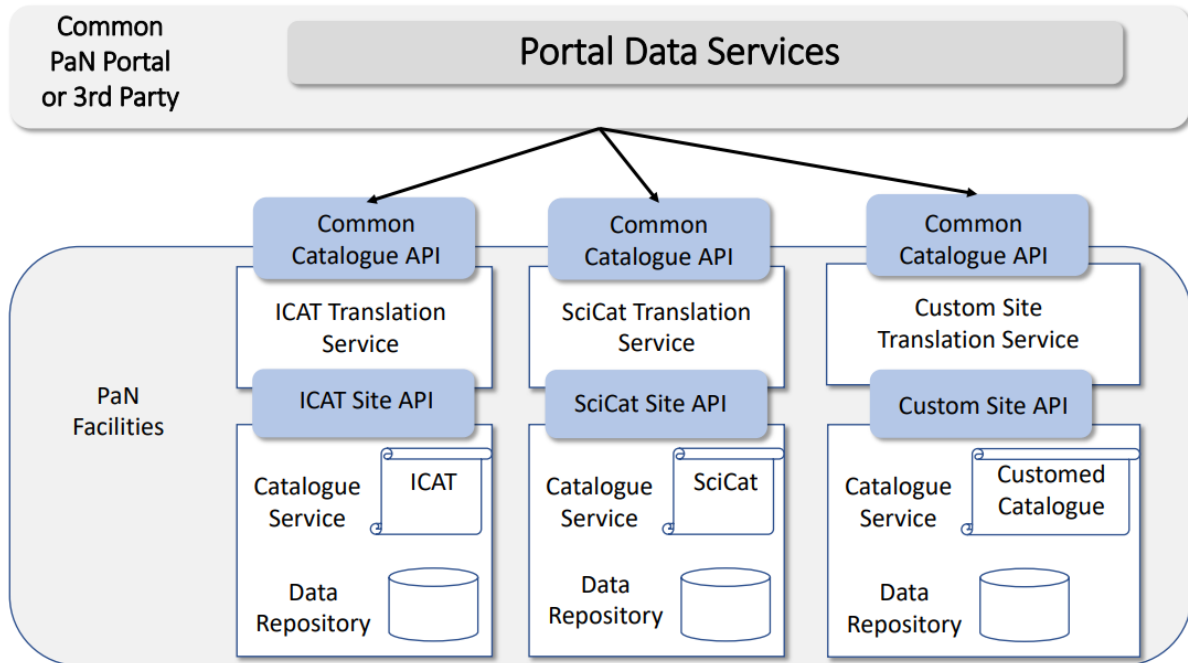 Common
PaN Portal
or 3rd Party
Portal Data Services
Common
Catalogue API
Common
Catalogue API
Common
Catalogue API
ICAT Translation
Service
SciCat Translation
Service
Custom Site
Translation Service
PaN
Facilities
ICAT Site API
SciCat Site API
Custom Site API
Catalogue
Service
ICAT
Catalogue
Service
SciCat
Catalogue
Service
Customed
Catalogue
Data
Repository
Data
Repository
Data
Repository